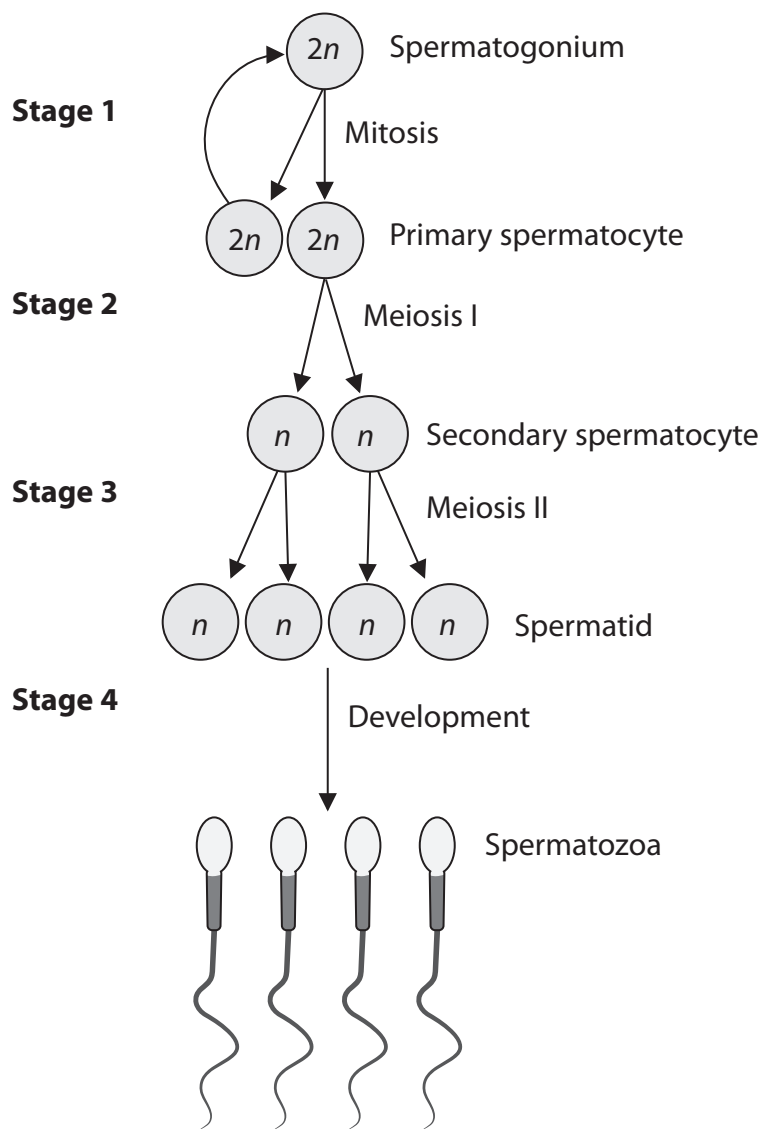 2n Spermatogonium
Stage 1
Mitosis
2n 2n Primary spermatocyte
Stage 2
Meiosis I
n n Secondary spermatocyte
Stage 3
Meiosis II
n n n n Spermatid
Stage 4
Development
Spermatozoa